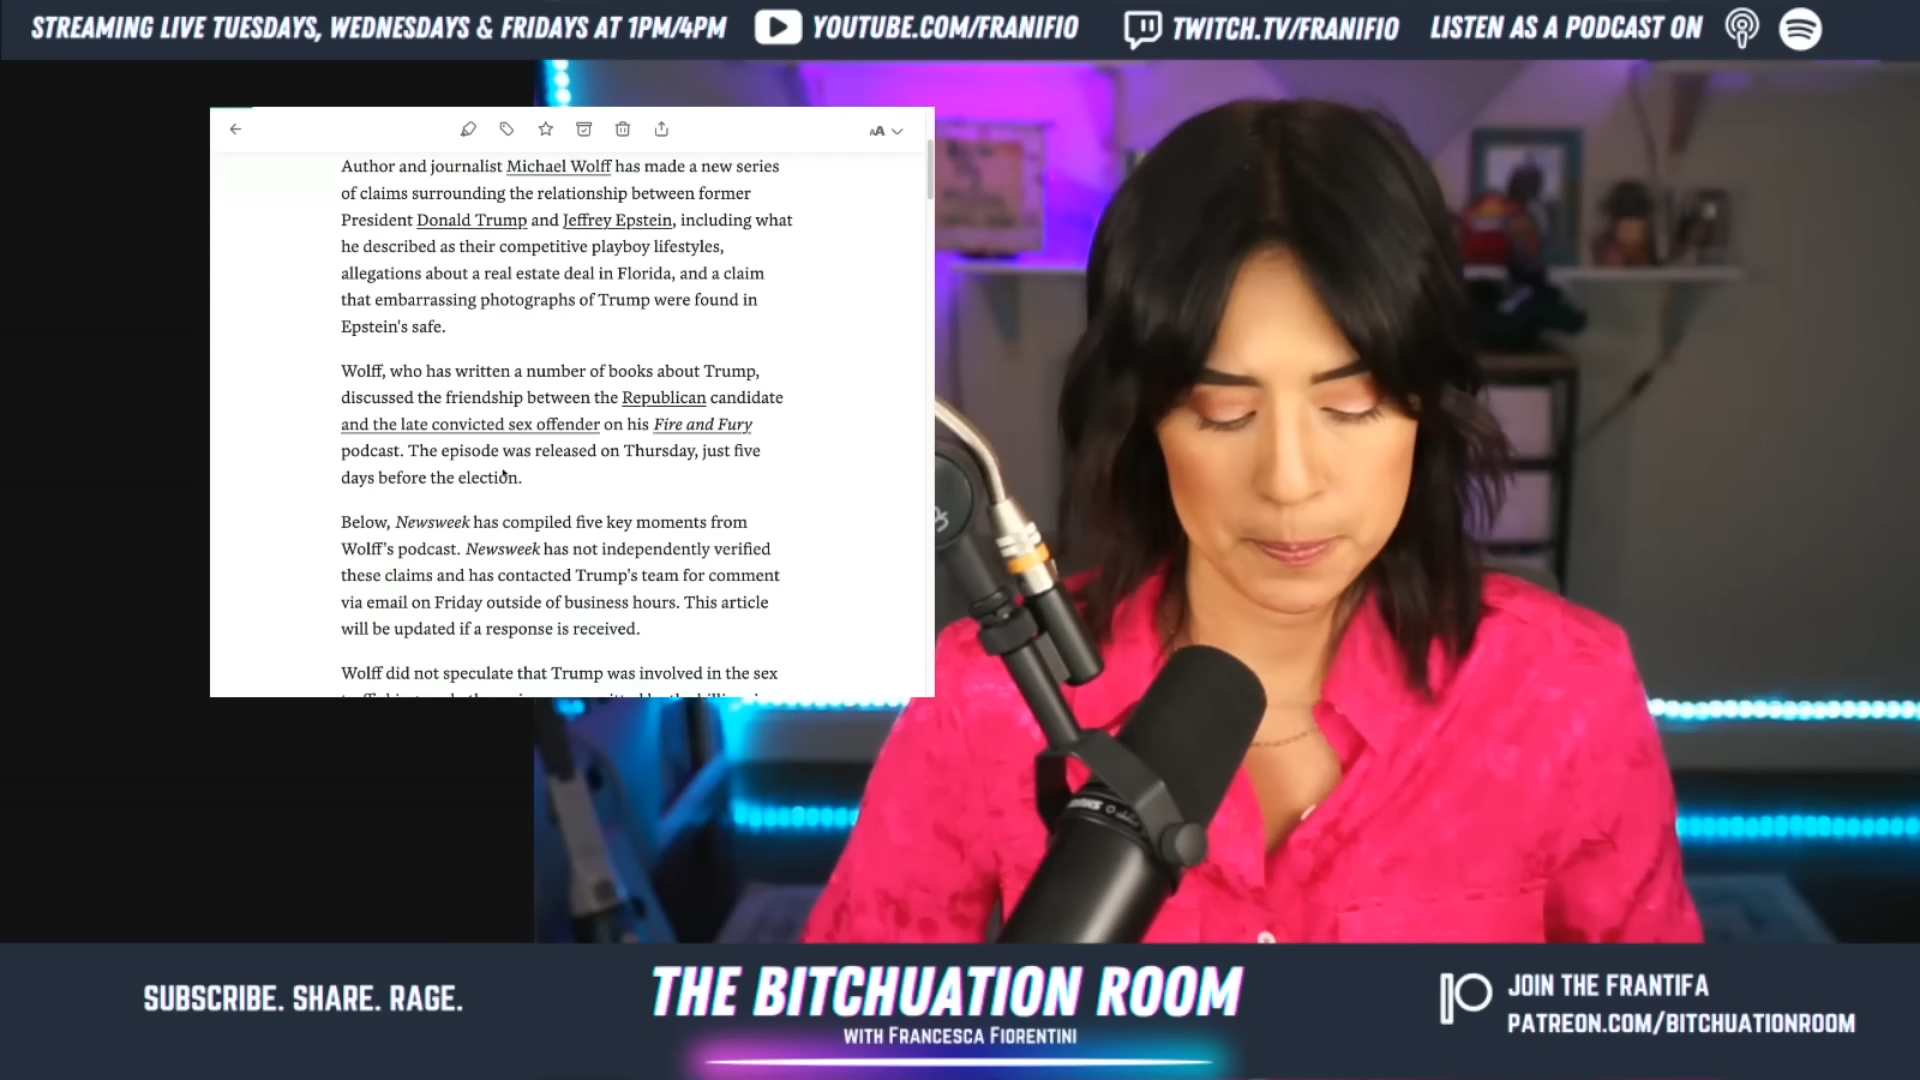 STREAMING LIVE TUESDAYS, WEDNESDAYS & FRIDAYS AT 1PM/4PM
YOUTUBE.COM/FRANIFIO
TWITCH.TV/FRANIFIO
LISTEN AS A PODCAST ON
AA
Author and journalist Michael Wolff has made a new series
of claims surrounding the relationship between former
President Donald Trump and Jeffrey Epstein, including what
he described as their competitive playboy lifestyles,
allegations about a real estate deal in Florida, and a claim
that embarrassing photographs of Trump were found in
Epstein's safe.
Wolff, who has written a number of books about Trump,
discussed the friendship between the Republican candidate
and the late convicted sex offender on his Fire and Fury
podcast. The episode was released on Thursday, just five
days before the election.
Below, Newsweek has compiled five key moments from
Wolff's podcast. Newsweek has not independently verified
these claims and has contacted Trump's team for comment
via email on Friday outside of business hours. This article
will be updated if a response is received.
Wolff did not speculate that Trump was involved in the sex
SUBSCRIBE. SHARE. RAGE.
THE BITCHUATION ROOM
WITH FRANCESCA FIORENTINI
JOIN THE FRANTIFA
PATREON.COM/BITCHUATIONROOM